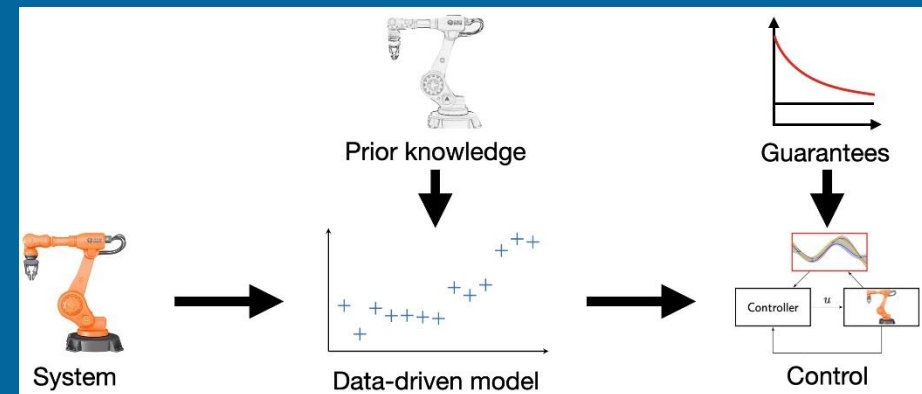 Prior knowledge
Guarantees
System
Data-driven model
Controller
u
Control